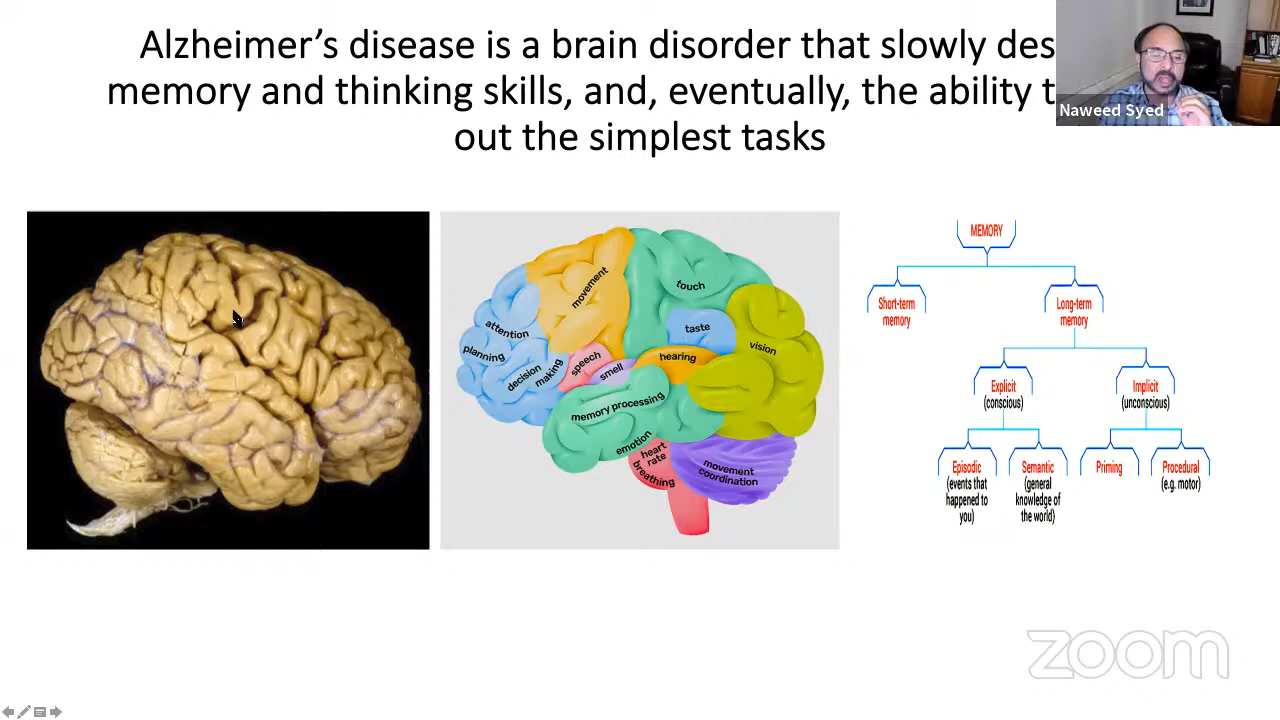 Alzheimer's disease is a brain disorder that slowly des
memory and thinking skills, and, eventually, the ability t
out the simplest tasks
Naweed Syed
movement
touch
attention
taste
planning
speech
hearing
vision
decision
making
smell
memory processing
emotion
heart
rate
breathing
movement
coordination
MEMORY
Short-term
memory
Long-term
memory
Explicit
(conscious)
Implicit
(unconscious)
Episodic
(events that
happened to
you)
Semantic
(general
knowledge of
the world)
Priming
Procedural
(e.g. motor)
zoom